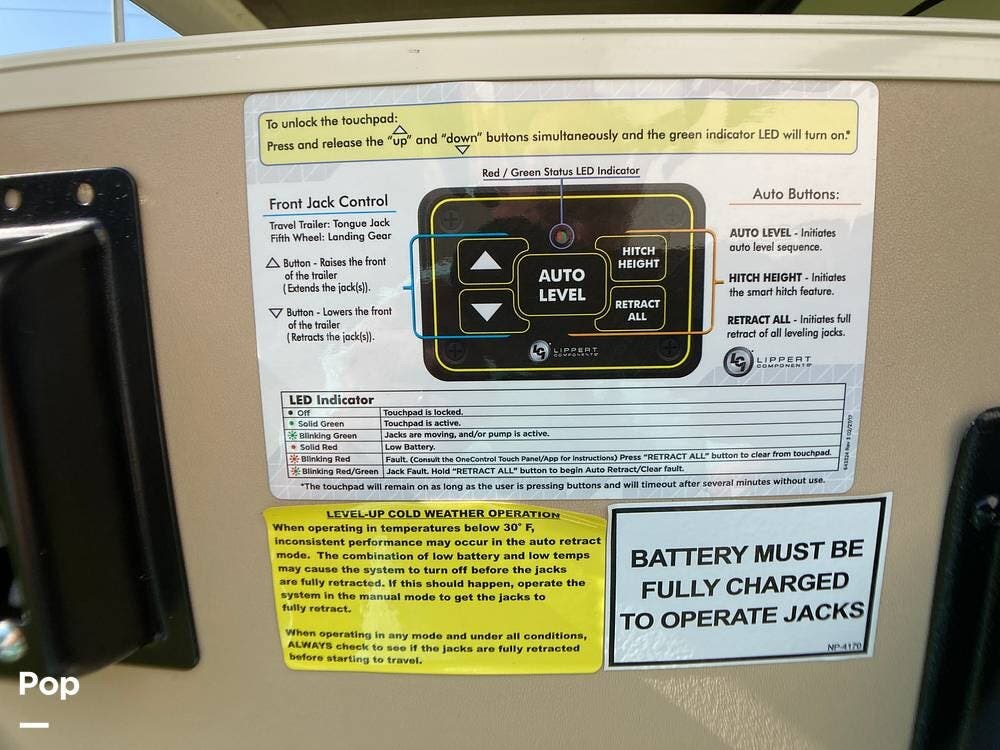 To unlock the touchpad:
Press and release the “up” and “down” buttons simultaneously and the green indicator LED will turn on.*
Red / Green Status LED Indicator
Front Jack Control
Travel Trailer: Tongue Jack
Fifth Wheel: Landing Gear
△ Button - Raises the front
of the trailer
(Extends the jack(s)).
▽ Button - Lowers the front
of the trailer
(Retracts the jack(s)).
AUTO
LEVEL
HITCH
HEIGHT
RETRACT
ALL
LCI LIPPERT
COMPONENTS
Auto Buttons:
AUTO LEVEL - Initiates
auto level sequence.
HITCH HEIGHT - Initiates
the smart hitch feature.
RETRACT ALL - Initiates full
retract of all leveling jacks.
LCI LIPPERT
COMPONENTS
LED Indicator
Off Touchpad is locked.
Solid Green Touchpad is active.
Blinking Green Jacks are moving, and/or pump is active.
Solid Red Low Battery.
Blinking Red Fault. (Consult the OneControl Touch Panel/App for instructions) Press “RETRACT ALL” button to clear from touchpad.
Blinking Red/Green Jack Fault. Hold “RETRACT ALL” button to begin Auto Retract/Clear fault.
*The touchpad will remain on as long as the user is pressing buttons and will timeout after several minutes without use.
LEVEL-UP COLD WEATHER OPERATION
When operating in temperatures below 30° F,
inconsistent performance may occur in the auto retract
mode. The combination of low battery and low temps
may cause the system to turn off before the jacks
are fully retracted. If this should happen, operate the
system in the manual mode to get the jacks to
fully retract.
When operating in any mode and under all conditions,
ALWAYS check to see if the jacks are fully retracted
before starting to travel.
BATTERY MUST BE
FULLY CHARGED
TO OPERATE JACKS
NP-4170
Pop